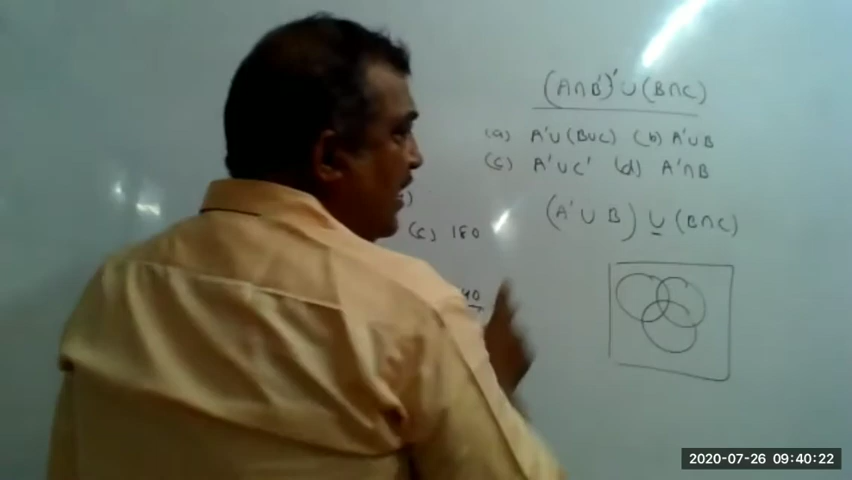 (A∩B')' ∪ (B∩C)
(a) A'∪(B∪C) (b) A'∪B
(c) A'∪C' (d) A'∩B
(A' ∪ B) ∪ (B∩C)
(c) 180
40
2020-07-26 09:40:22